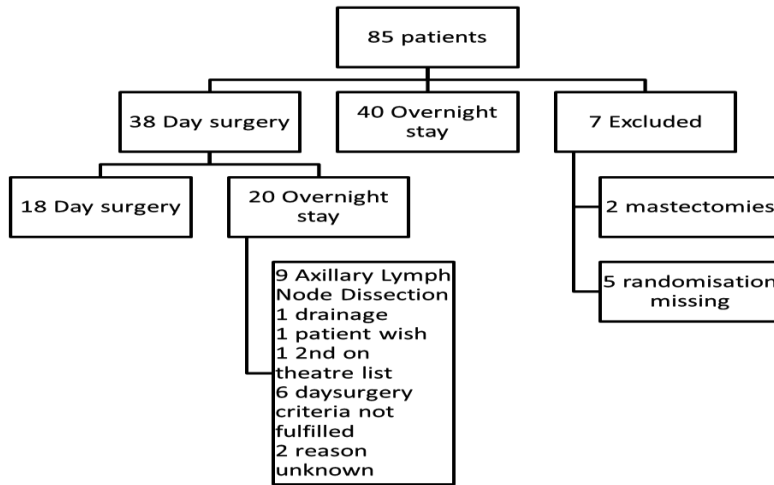 85 patients
38 Day surgery
40 Overnight
stay
7 Excluded
18 Day surgery
20 Overnight
stay
2 mastectomies
9 Axillary Lymph
Node Dissection
1 drainage
1 patient wish
1 2nd on
theatre list
6 daysurgery
criteria not
fulfilled
2 reason
unknown
5 randomisation
missing